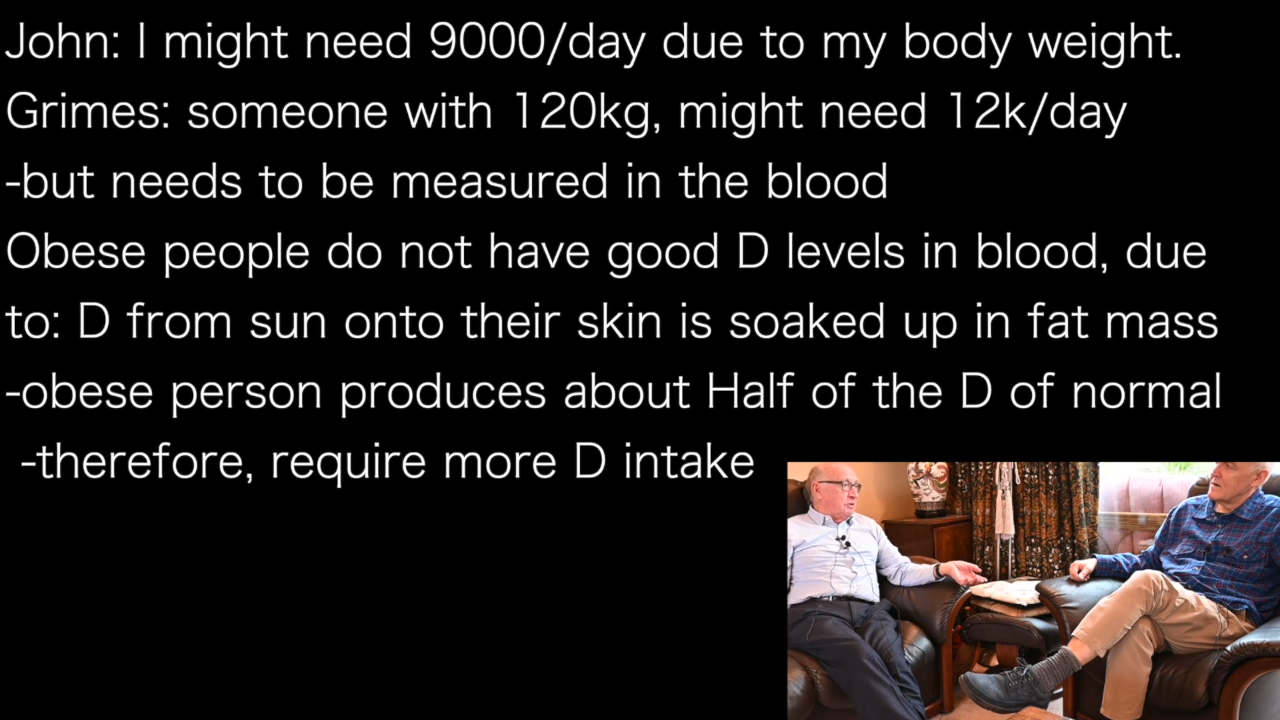 John: I might need 9000/day due to my body weight.
Grimes: someone with 120kg, might need 12k/day
-but needs to be measured in the blood
Obese people do not have good D levels in blood, due
to: D from sun onto their skin is soaked up in fat mass
-obese person produces about Half of the D of normal
-therefore, require more D intake